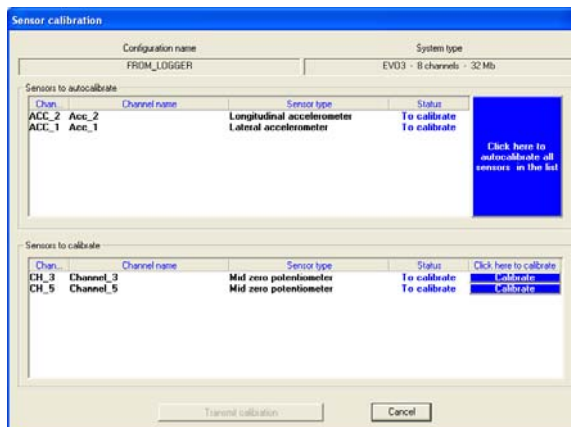 Sensor calibration
Configuration name System type
FROM_LOGGER EVO3 - 8 channels - 32 Mb
Sensors to autocalibrate
Chan... Channel name Sensor type Status
ACC_2 Acc_2 Longitudinal accelerometer To calibrate
ACC_1 Acc_1 Lateral accelerometer To calibrate
Click here to
autocalibrate all
sensors in the list
Sensors to calibrate
Chan... Channel name Sensor type Status Click here to calibrate
CH_3 Channel_3 Mid zero potentiometer To calibrate Calibrate
CH_5 Channel_5 Mid zero potentiometer To calibrate Calibrate
Transmit calibration Cancel